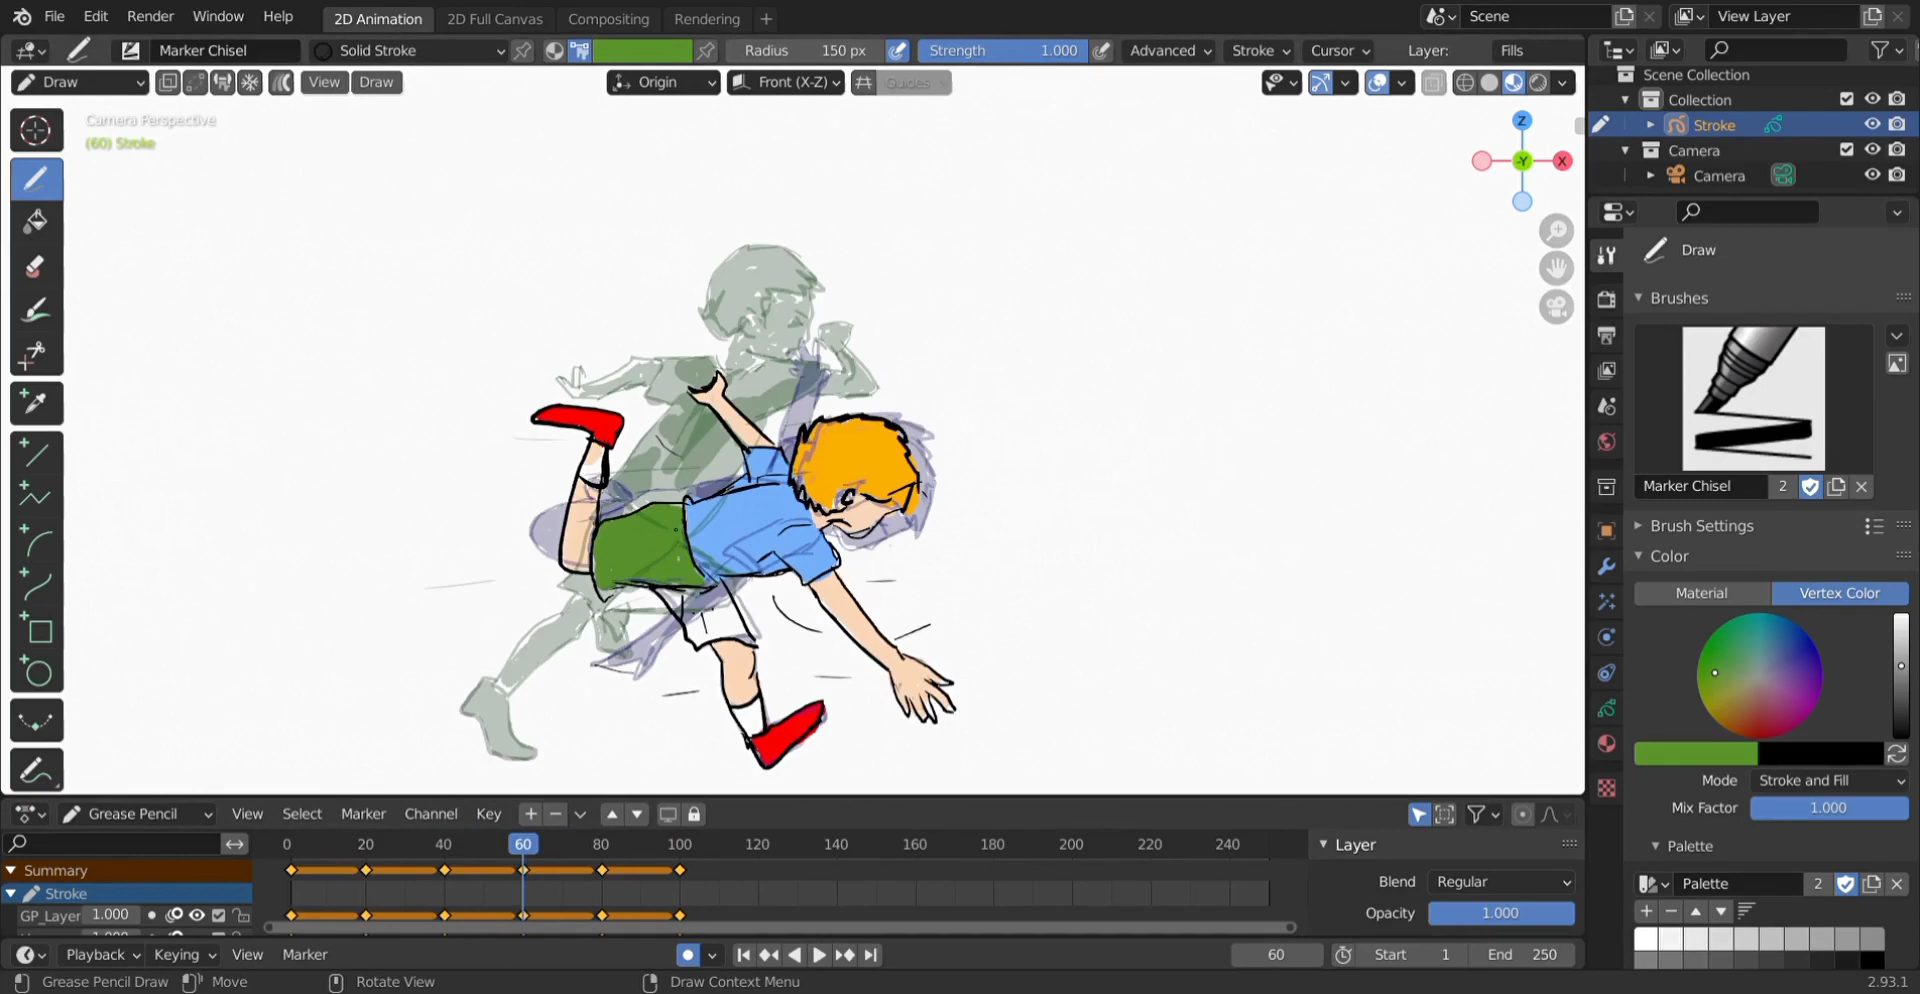 File Edit Render Window Help 2D Animation 2D Full Canvas Compositing Rendering + Scene View Layer
Marker Chisel Solid Stroke Radius 150 px Strength 1.000 Advanced Stroke Cursor Layer: Fills
Draw View Draw Origin Front (X-Z) Guides
Camera Perspective
(60) Stroke
Z
-Y X
Scene Collection
Collection
Stroke
Camera
Camera
Draw
Brushes
Marker Chisel 2
Brush Settings
Color
Material Vertex Color
Mode Stroke and Fill
Mix Factor 1.000
Palette
Palette 2
Grease Pencil View Select Marker Channel Key
0 20 40 60 80 100 120 140 160 180 200 220 240
Summary
Stroke
GP_Layer 1.000
Layer
Blend Regular
Opacity 1.000
Playback Keying View Marker 60 Start 1 End 250
Grease Pencil Draw Move Rotate View Draw Context Menu 2.93.1